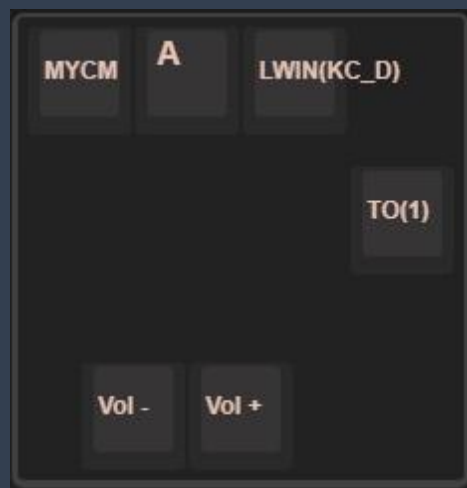 MYCM
A
LWIN(KC_D)
TO(1)
Vol -
Vol +